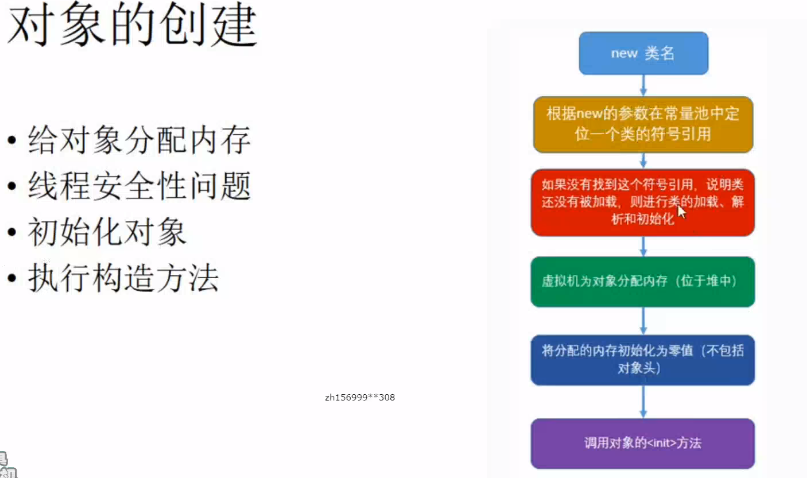 对象的创建
• 给对象分配内存
• 线程安全性问题
• 初始化对象
• 执行构造方法
new 类名
根据new的参数在常量池中定
位一个类的符号引用
如果没有找到这个符号引用，说明类
还没有被加载，则进行类的加载、解
析和初始化
虚拟机为对象分配内存（位于堆中）
将分配的内存初始化为零值（不包括
对象头）
调用对象的<init>方法
zh156999**308